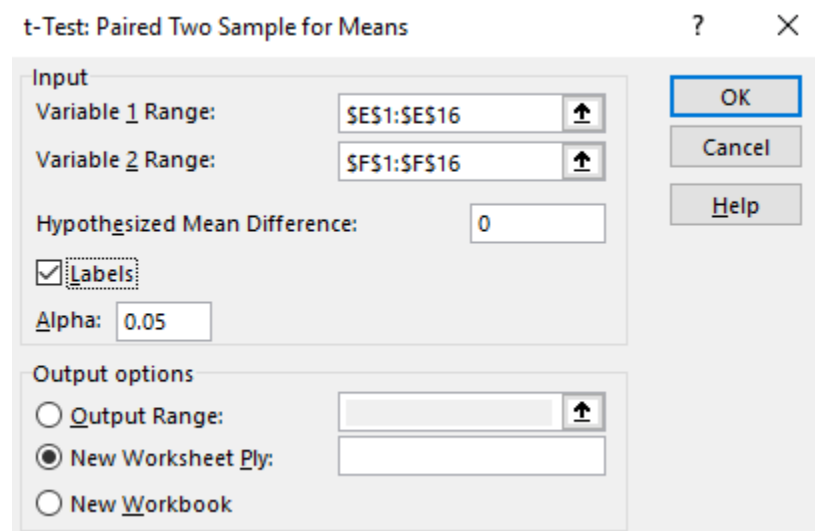 t-Test: Paired Two Sample for Means ?
Input
Variable 1 Range: $E$1:$E$16
Variable 2 Range: $F$1:$F$16
Hypothesized Mean Difference: 0
Labels
Alpha: 0.05
OK
Cancel
Help
Output options
Output Range:
New Worksheet Ply:
New Workbook